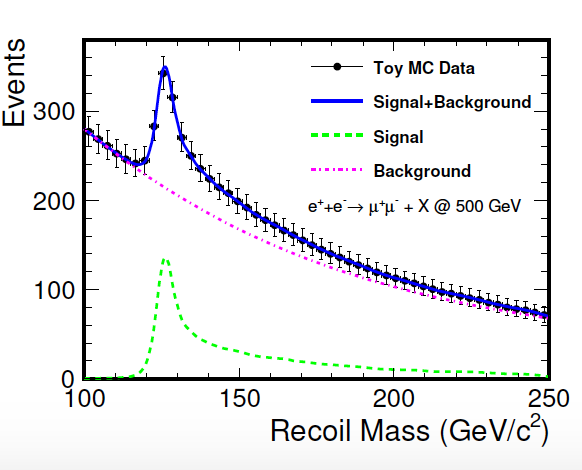 Events
300
200
100
0
Toy MC Data
Signal+Background
Signal
Background
e⁺+e⁻→ μ⁺μ⁻ + X @ 500 GeV
100 150 200 250
Recoil Mass (GeV/c²)